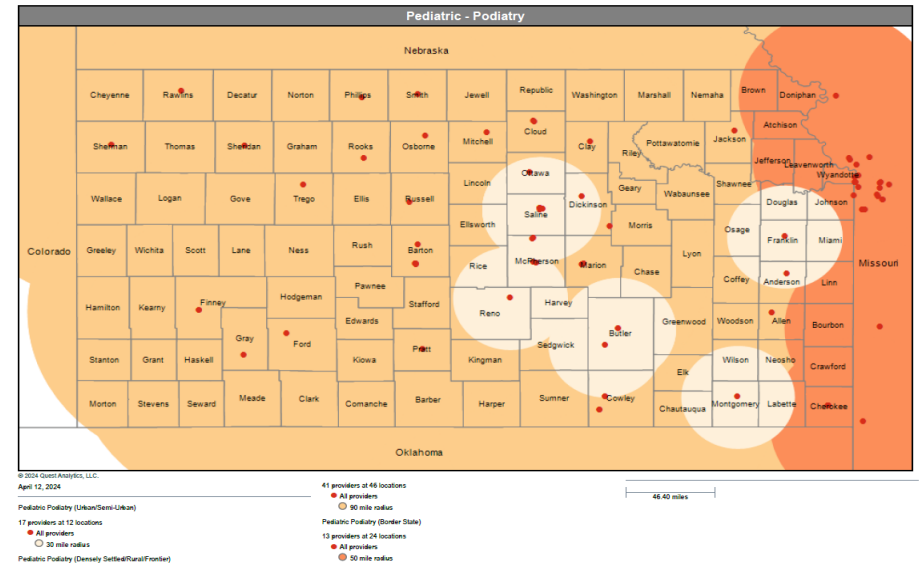 Pediatric - Podiatry
Nebraska
Cheyenne Rawlins Decatur Norton Phillips Smith Jewell Republic Washington Marshall Nemaha Brown Doniphan
Atchison
Sherman Thomas Sheridan Graham Rooks Osborne Mitchell Cloud Clay Riley Pottawatomie Jackson
Jefferson Leavenworth
Wyandotte
Wallace Logan Gove Trego Ellis Russell Lincoln Ottawa Saline Dickinson Geary Wabaunsee Shawnee Douglas Johnson
Ellsworth Morris Osage
Colorado Greeley Wichita Scott Lane Ness Rush Barton Rice McPherson Marion Chase Lyon Franklin Miami Missouri
Pawnee Coffey Anderson Linn
Hamilton Kearny Finney Hodgeman Stafford Reno Harvey Butler Greenwood Woodson Allen Bourbon
Gray Ford Edwards Sedgwick
Stanton Grant Haskell Kiowa Pratt Kingman Elk Wilson Neosho Crawford
Morton Stevens Seward Meade Clark Comanche Barber Harper Sumner Cowley Chautauqua Montgomery Labette Cherokee
Oklahoma
© 2024 Quest Analytics, LLC.
April 12, 2024
Pediatric Podiatry (Urban/Semi-Urban)
17 providers at 12 locations
All providers
30 mile radius
Pediatric Podiatry (Densely Settled/Rural/Frontier)
41 providers at 46 locations
All providers
90 mile radius
Pediatric Podiatry (Border State)
13 providers at 24 locations
All providers
50 mile radius
46.40 miles